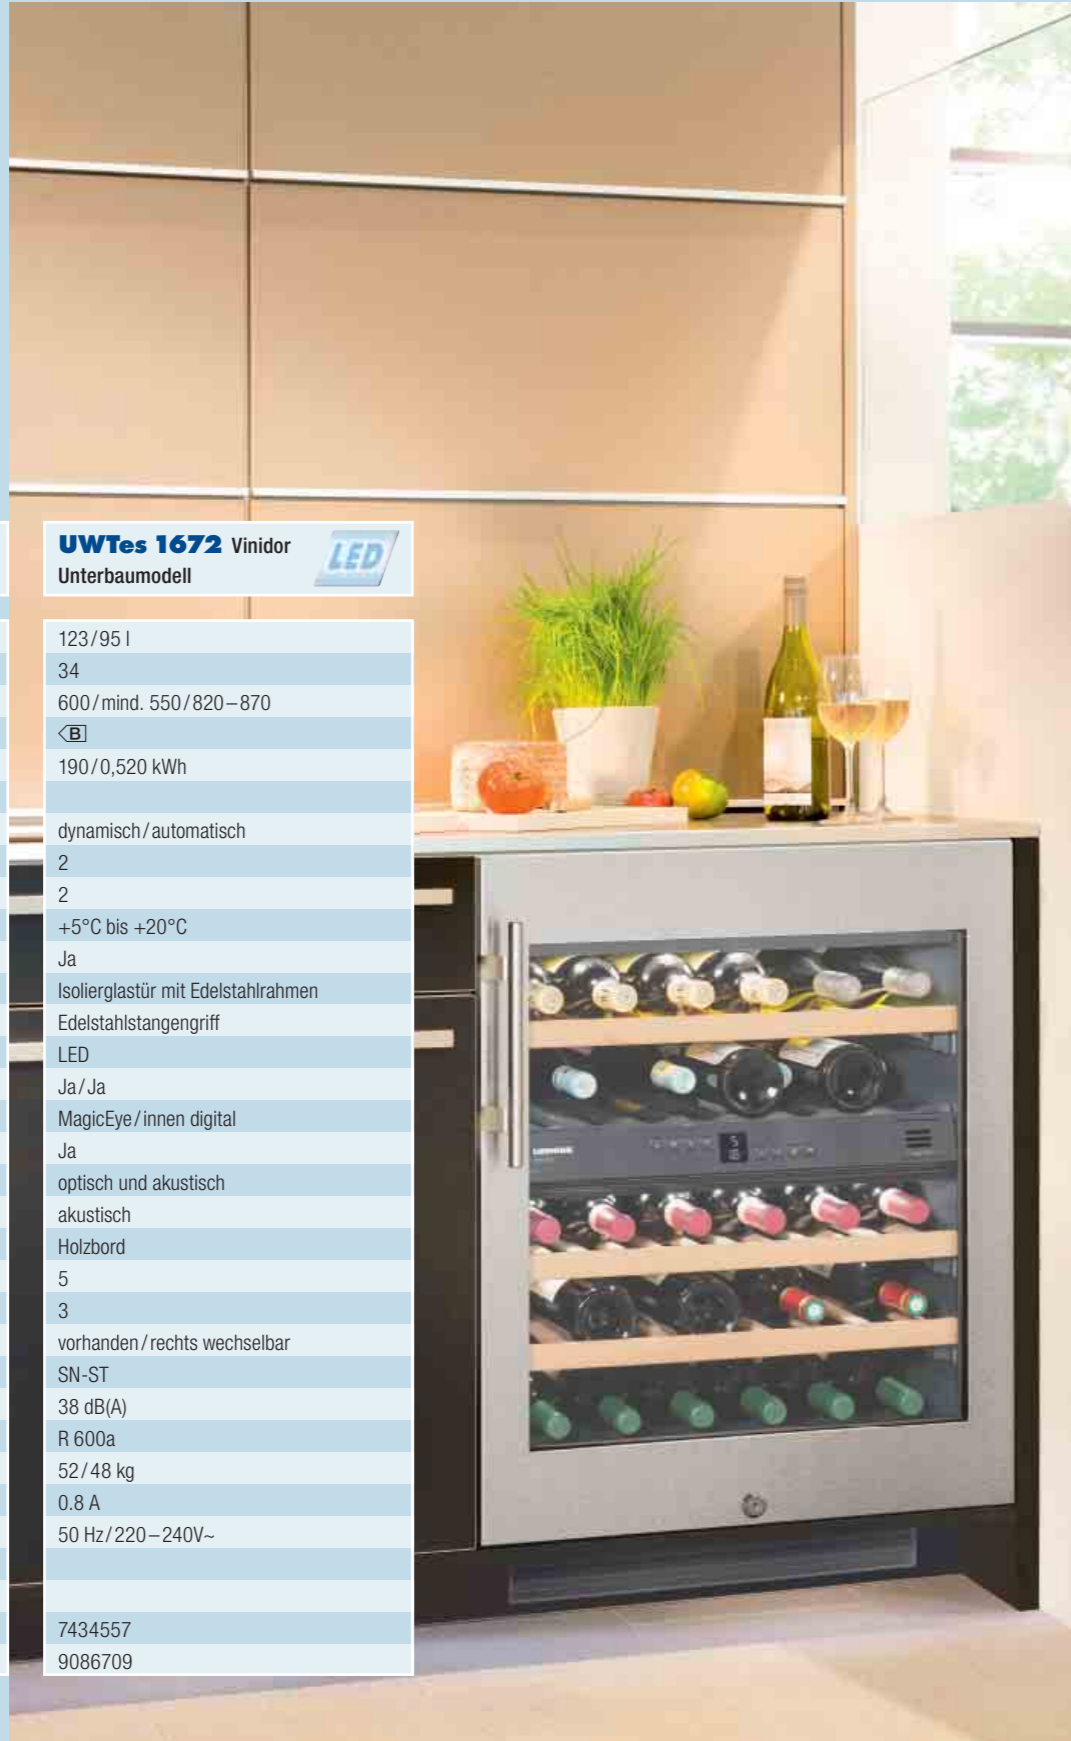 UWTes 1672 Vinidor
Unterbaumodell
LED
123/95 l
34
600/mind. 550/820–870
B
190/0,520 kWh
dynamisch/automatisch
2
2
+5°C bis +20°C
Ja
Isolierglastür mit Edelstahlrahmen
Edelstahlstangengriff
LED
Ja/Ja
MagicEye/innen digital
Ja
optisch und akustisch
akustisch
Holzbord
5
3
vorhanden/rechts wechselbar
SN-ST
38 dB(A)
R 600a
52/48 kg
0.8 A
50 Hz/220–240V~
7434557
9086709
LIEBHERR